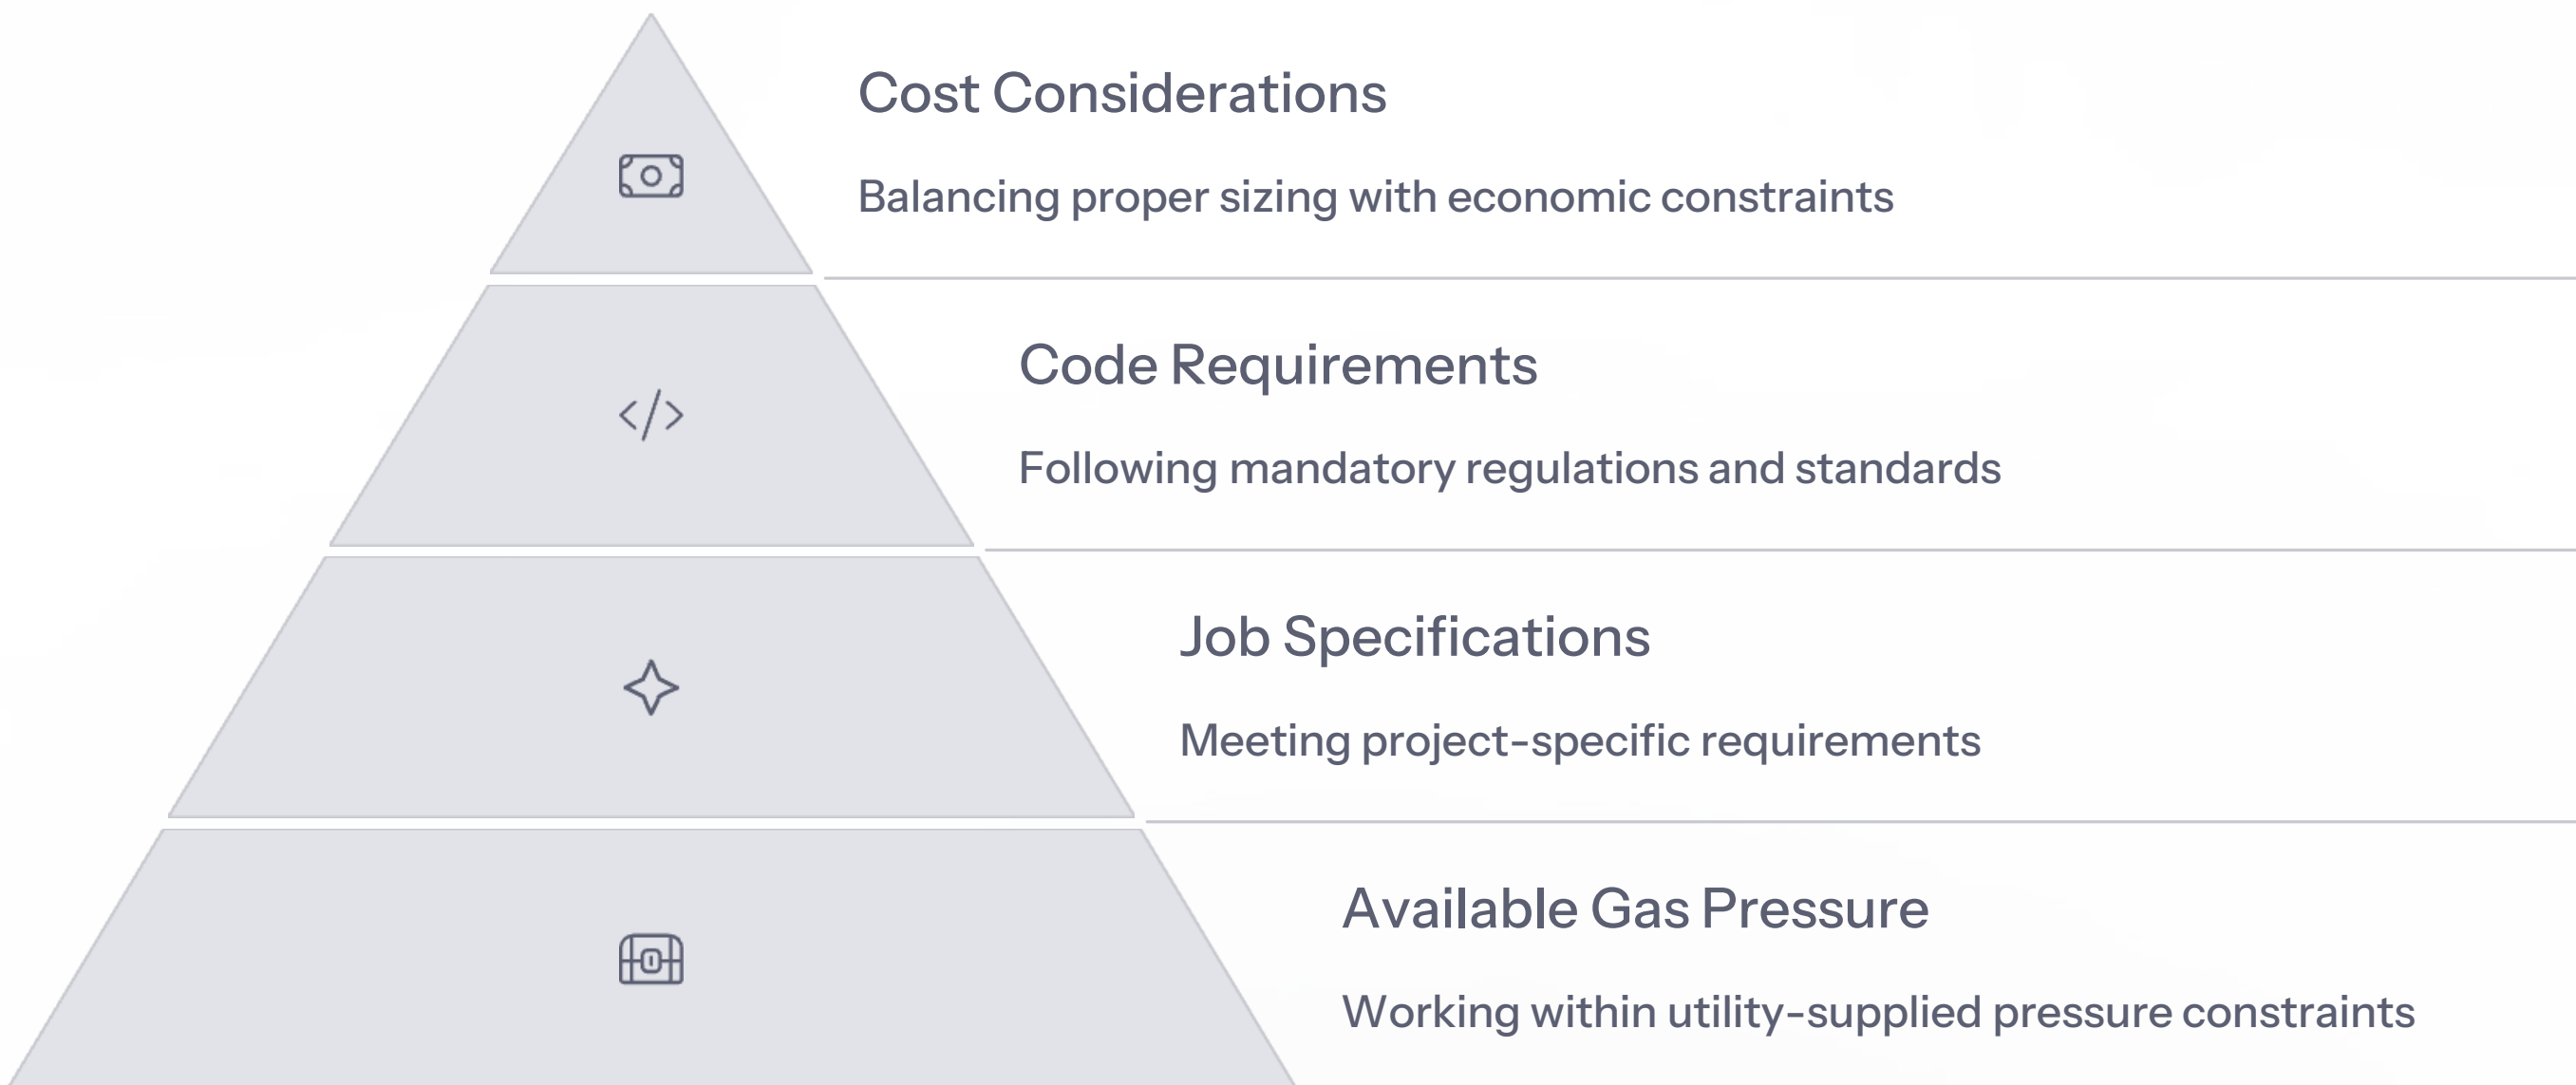 Cost Considerations
Balancing proper sizing with economic constraints
Code Requirements
Following mandatory regulations and standards
Job Specifications
Meeting project-specific requirements
Available Gas Pressure
Working within utility-supplied pressure constraints